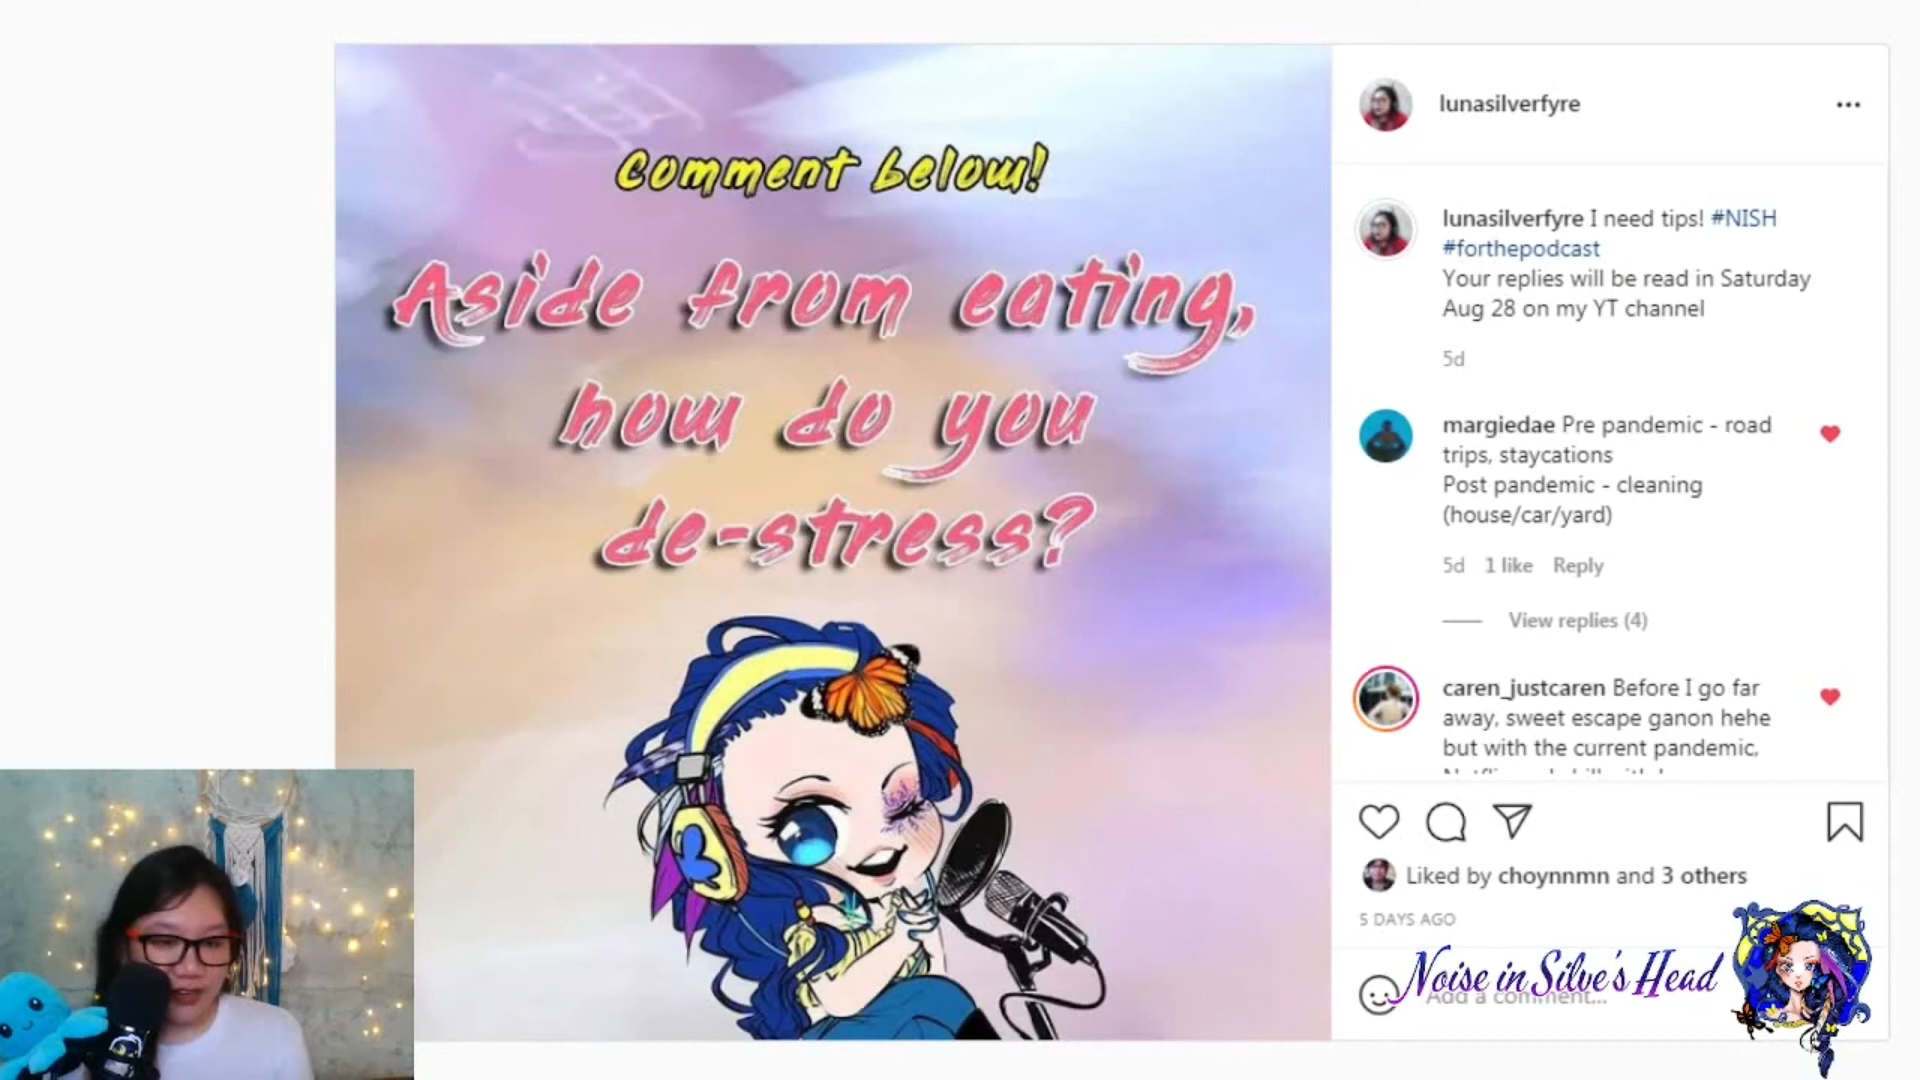 Comment below!
Aside from eating,
how do you
de-stress?
lunasilverfyre
lunasilverfyre I need tips! #NISH
#forthepodcast
Your replies will be read in Saturday
Aug 28 on my YT channel
5d
margiedae Pre pandemic - road
trips, staycations
Post pandemic - cleaning
(house/car/yard)
5d 1 like Reply
View replies (4)
caren_justcaren Before I go far
away, sweet escape ganon hehe
but with the current pandemic,
Liked by choynnmn and 3 others
5 DAYS AGO
Noise in Silve's Head
Add a comment...